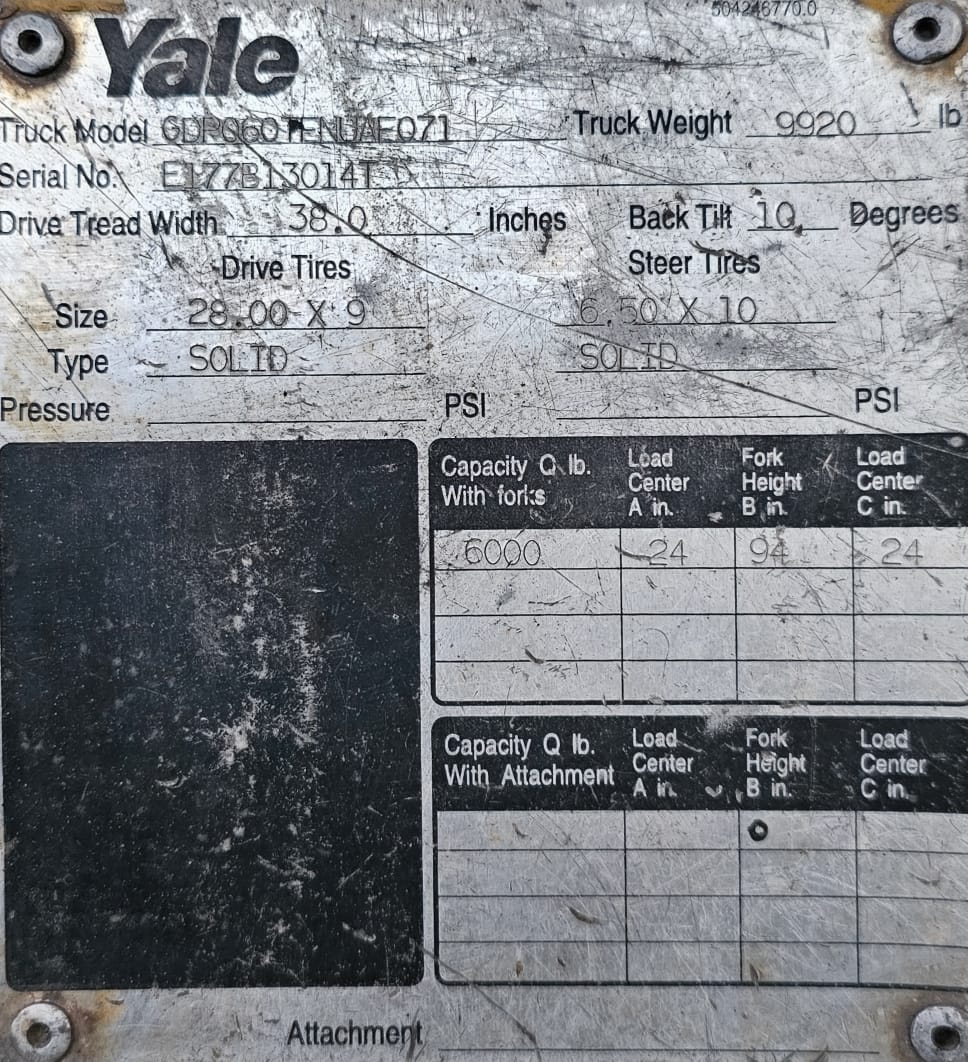 504246770.0
Yale
Truck Model GDP060TENUAE071 Truck Weight 9920 lb
Serial No. E177B13014T
Drive Tread Width 38.0 Inches Back Tilt 10 Degrees
Drive Tires Steer Tires
Size 28.00 X 9 6.50 X 10
Type SOLID SOLID
Pressure PSI PSI
Capacity Q lb. With forks Load Center A in. Fork Height B in. Load Center C in.
6000 24 94 24
Capacity Q lb. With Attachment Load Center A in. Fork Height B in. Load Center C in.
Attachment